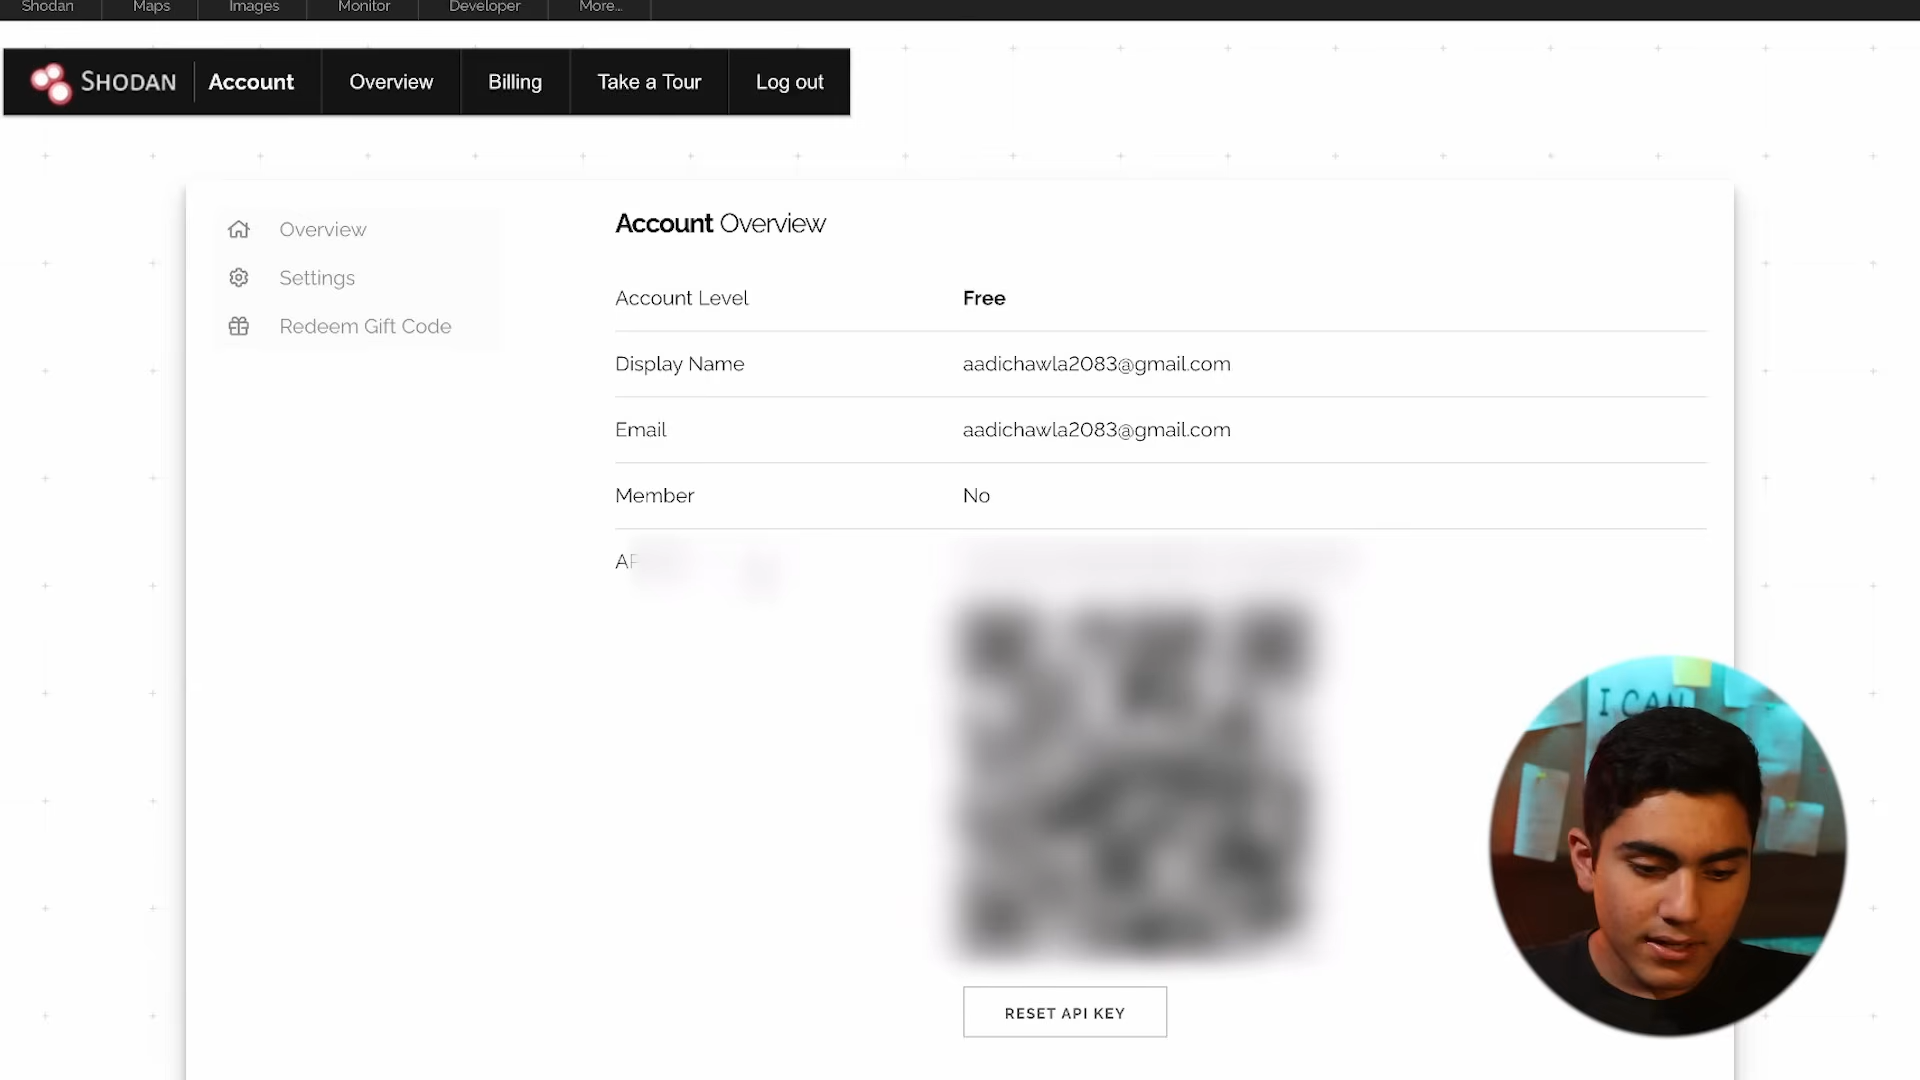 Shodan Maps Images Monitor Developer More...
SHODAN Account Overview Billing Take a Tour Log out
Overview
Settings
Redeem Gift Code
Account Overview
Account Level Free
Display Name aadichawla2083@gmail.com
Email aadichawla2083@gmail.com
Member No
RESET API KEY
I CAN